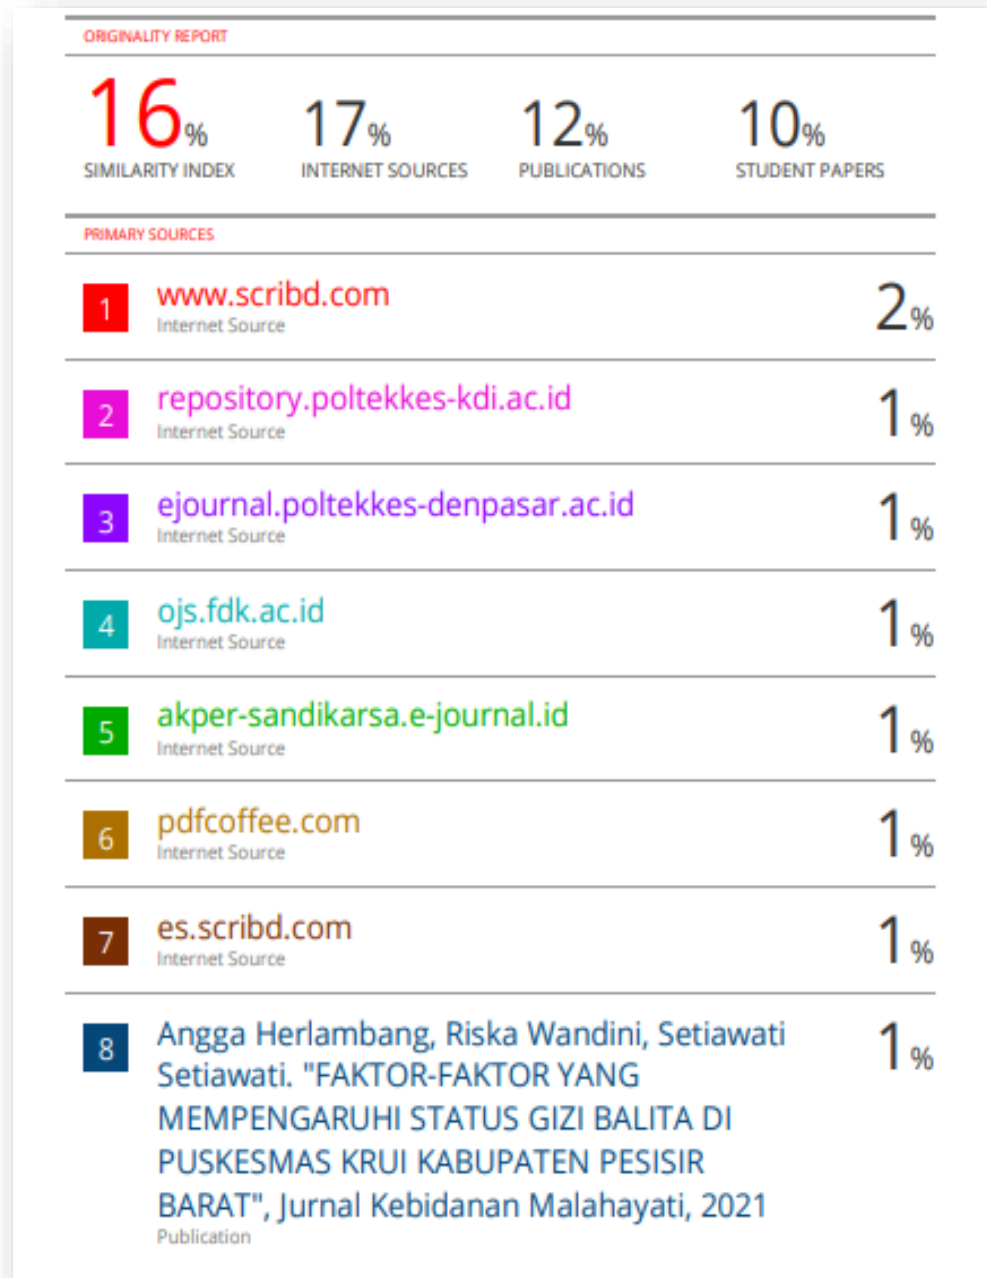 ORIGINALITY REPORT
16% 17% 12% 10%
SIMILARITY INDEX INTERNET SOURCES PUBLICATIONS STUDENT PAPERS
PRIMARY SOURCES
1 www.scribd.com 2%
Internet Source
2 repository.poltekkes-kdi.ac.id 1%
Internet Source
3 ejournal.poltekkes-denpasar.ac.id 1%
Internet Source
4 ojs.fdk.ac.id 1%
Internet Source
5 akper-sandikarsa.e-journal.id 1%
Internet Source
6 pdfcoffee.com 1%
Internet Source
7 es.scribd.com 1%
Internet Source
8 Angga Herlambang, Riska Wandini, Setiawati 1%
Setiawati. "FAKTOR-FAKTOR YANG
MEMPENGARUHI STATUS GIZI BALITA DI
PUSKESMAS KRUI KABUPATEN PESISIR
BARAT", Jurnal Kebidanan Malahayati, 2021
Publication